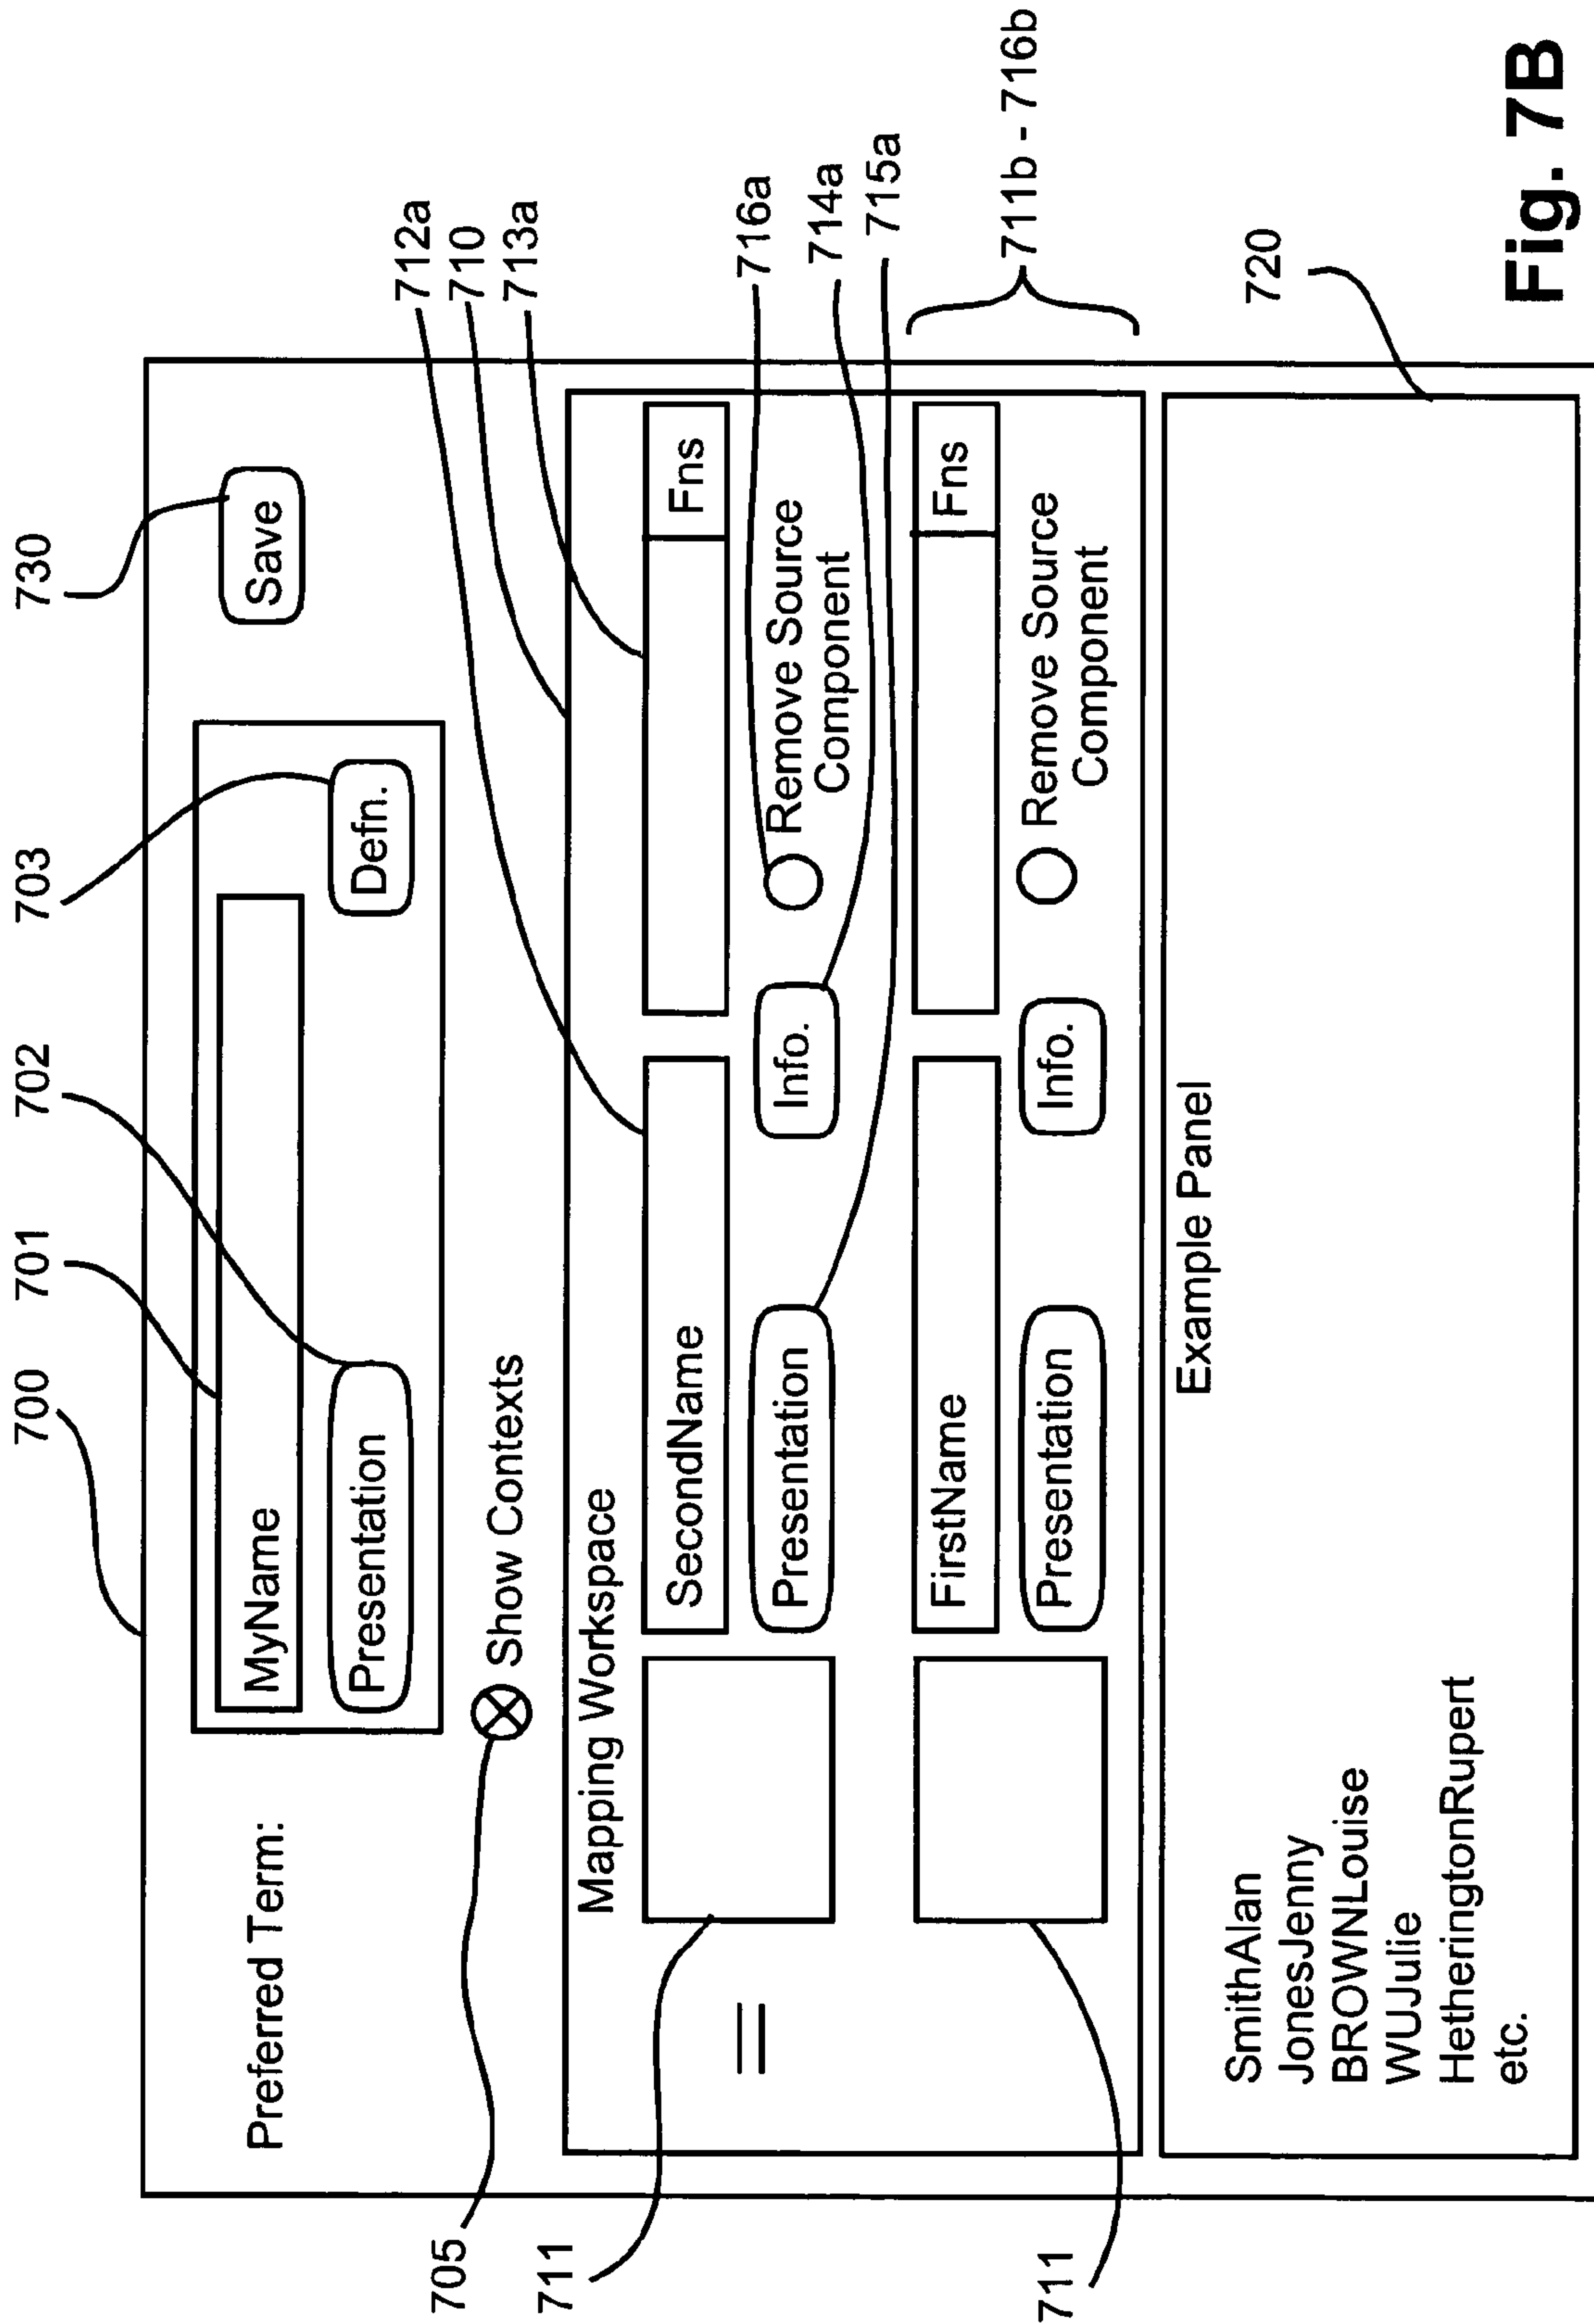 700
701
702
703
730
Preferred Term:
MyName
Presentation
Defn.
Save
705
Show Contexts
712a
710
713a
Mapping Workspace
711
=
SecondName
Fns
Presentation
Info.
Remove Source
Component
716a
714a
715a
711
FirstName
Fns
Presentation
Info.
Remove Source
Component
711b - 716b
Example Panel
720
SmithAlan
JonesJenny
BROWNLouise
WUJulie
HetheringtonRupert
etc.
Fig. 7B